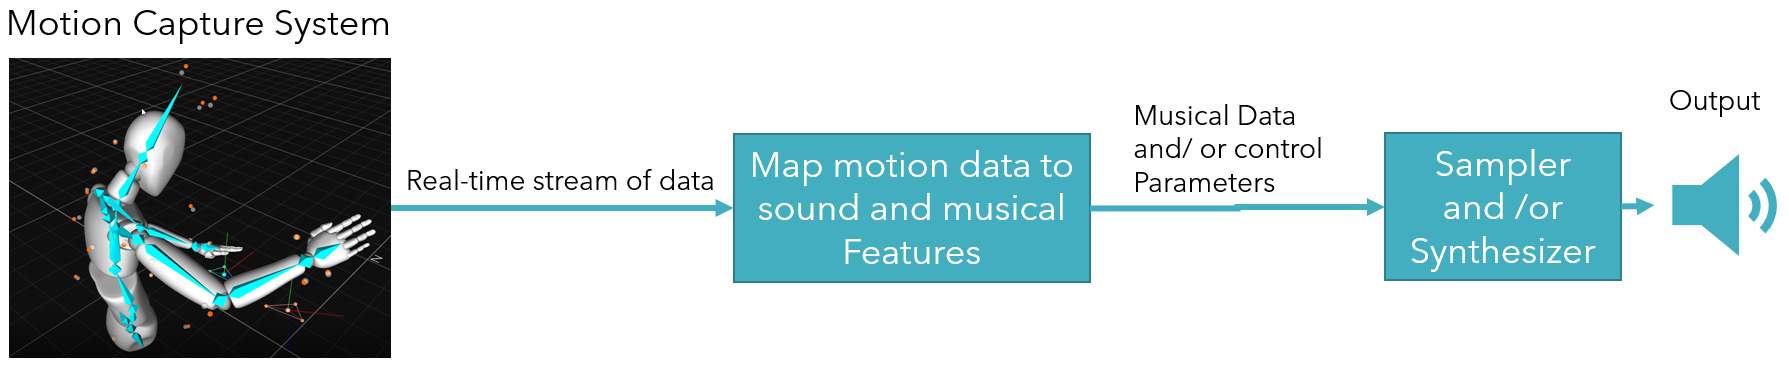 Motion Capture System
Real-time stream of data
Map motion data to
sound and musical
Features
Musical Data
and/ or control
Parameters
Sampler
and /or
Synthesizer
Output